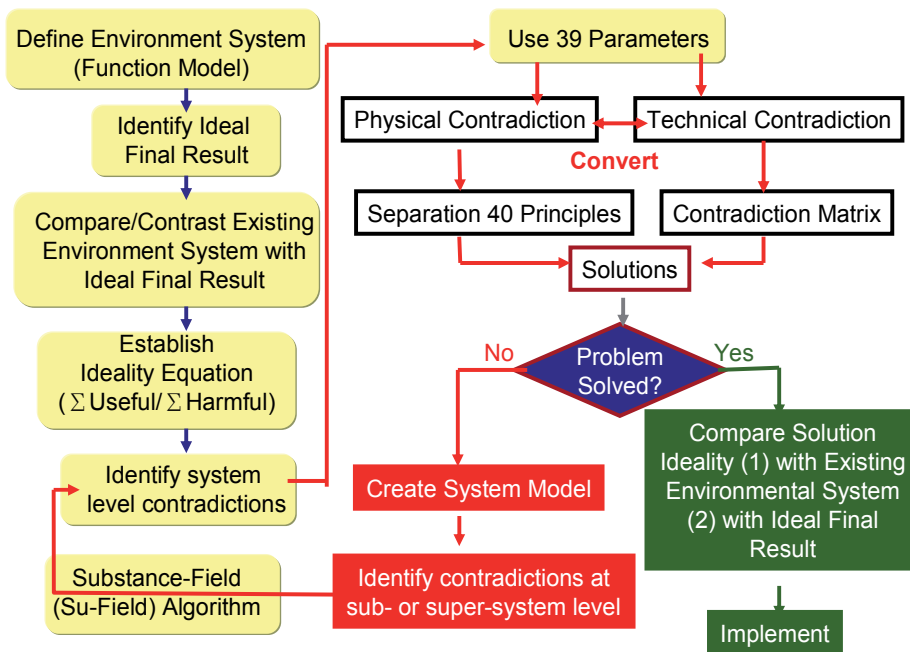 Define Environment System
(Function Model)
Identify Ideal
Final Result
Compare/Contrast Existing
Environment System with
Ideal Final Result
Establish
Ideality Equation
(ΣUseful/ΣHarmful)
Identify system
level contradictions
Substance-Field
(Su-Field) Algorithm
Use 39 Parameters
Physical Contradiction
Technical Contradiction
Convert
Separation 40 Principles
Contradiction Matrix
Solutions
Problem
Solved?
No
Yes
Create System Model
Identify contradictions at
sub- or super-system level
Compare Solution
Ideality (1) with Existing
Environmental System
(2) with Ideal Final
Result
Implement